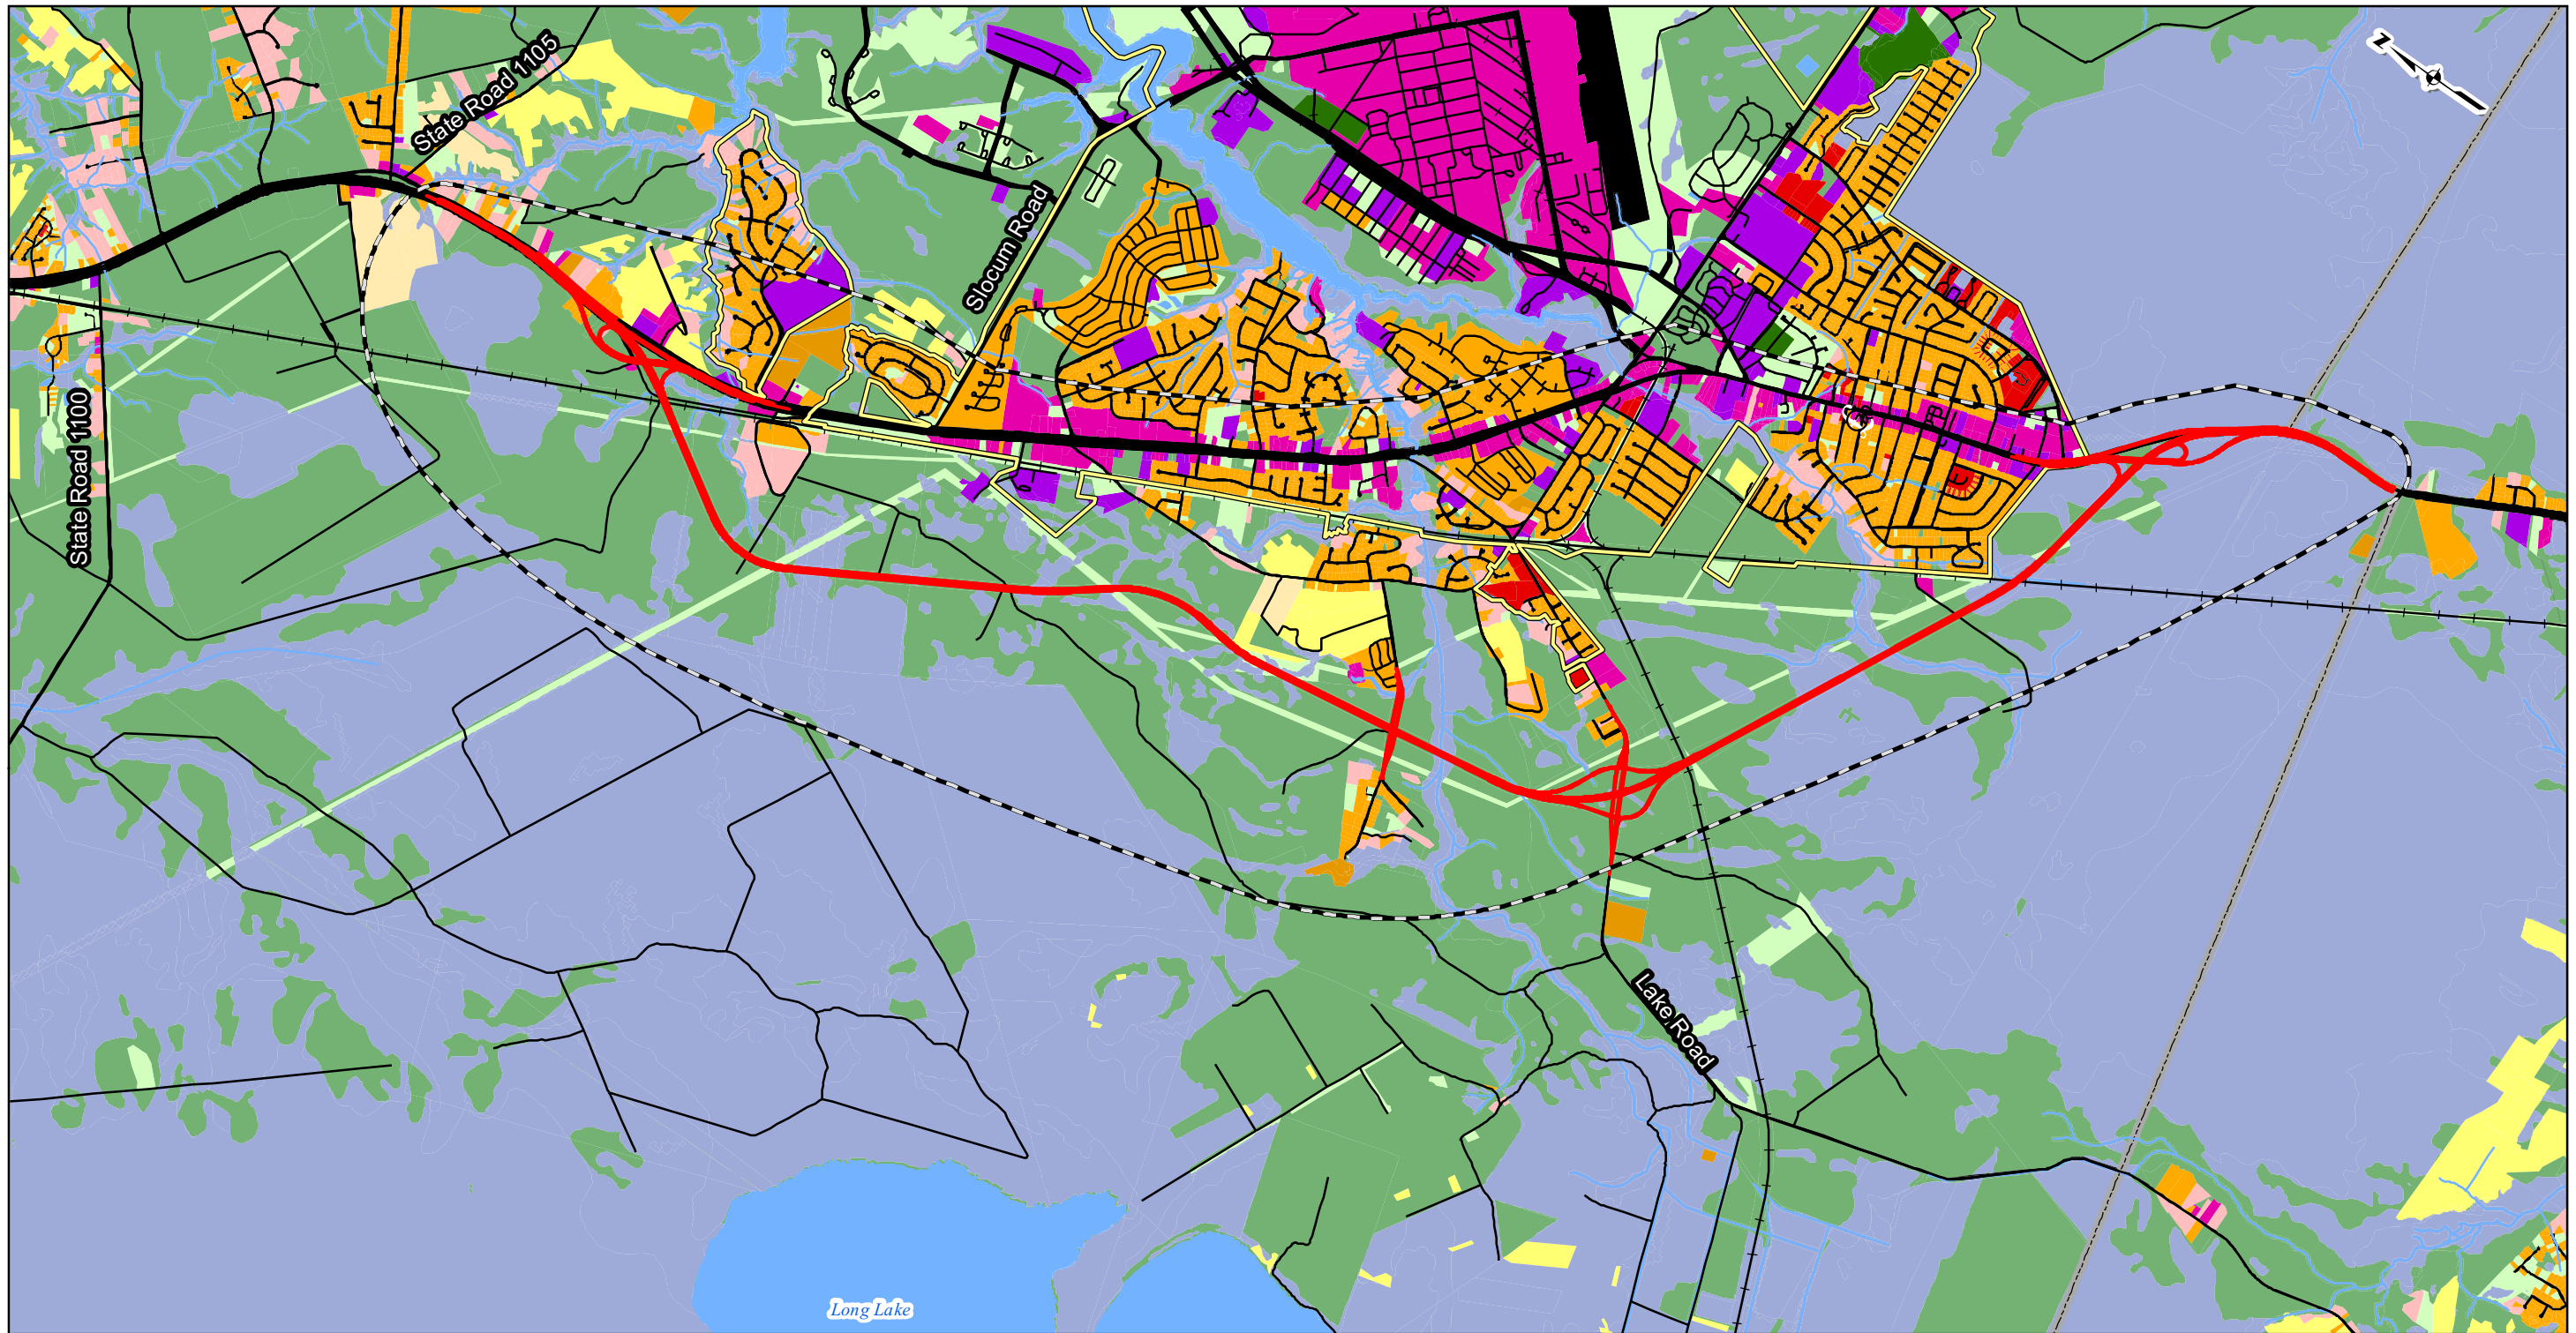 N
State Road 1105
Slocum Road
State Road 1100
Lake Road
Long Lake